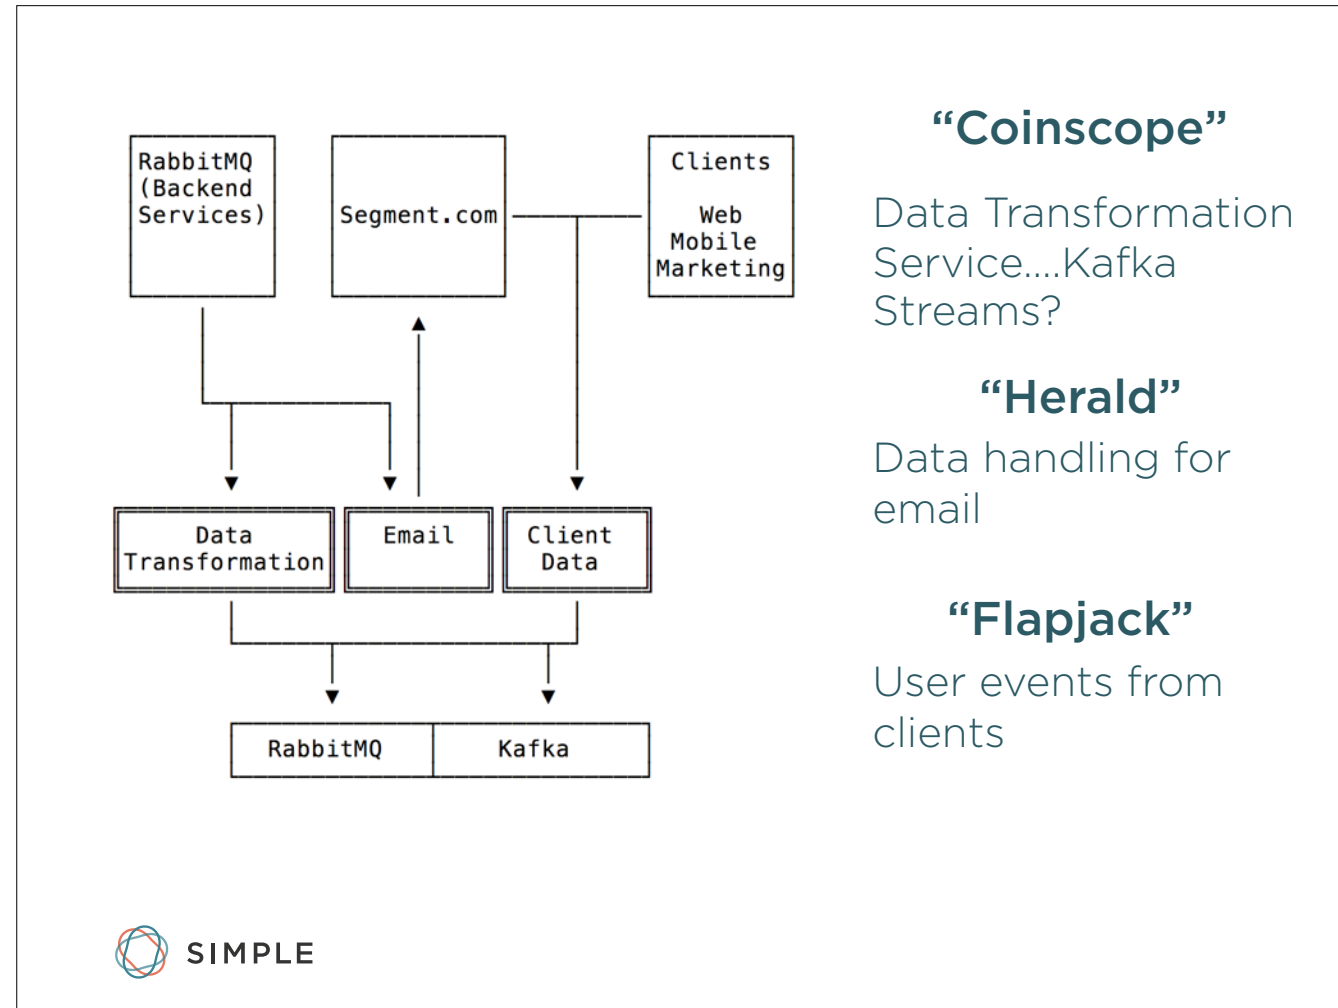 RabbitMQ
(Backend
Services)
Segment.com
Clients
Web
Mobile
Marketing
Data
Transformation
Email
Client
Data
RabbitMQ
Kafka
“Coinscope”
Data Transformation
Service....Kafka
Streams?
“Herald”
Data handling for
email
“Flapjack”
User events from
clients
SIMPLE